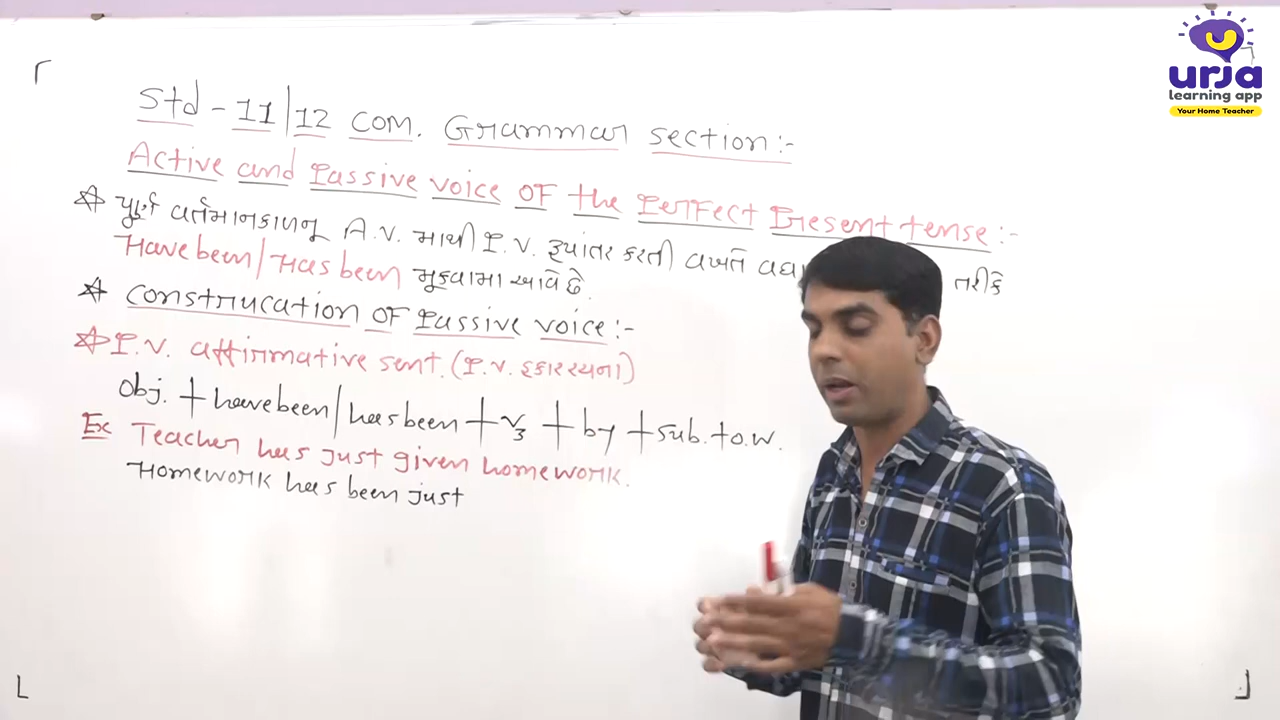 urja
learning app
Your Home Teacher
Std - 11/12 com. Grammar section:-
Active and Passive voice of the Perfect Present tense:-
☆ પૂર્ણ વર્તમાનકાળનુ A.V. માથી P.V. રૂપાંતર કરતી વખતે તરીકે
Have been/Has been મૂકવામા આવે છે.
☆ Construcation of Passive voice:-
☆ P.V. affirmative sent. (P.V. હકાર રચના)
Obj. + have been/has been + v3 + by + sub. + o.w.
Ex Teacher has just given homework.
Homework has been just